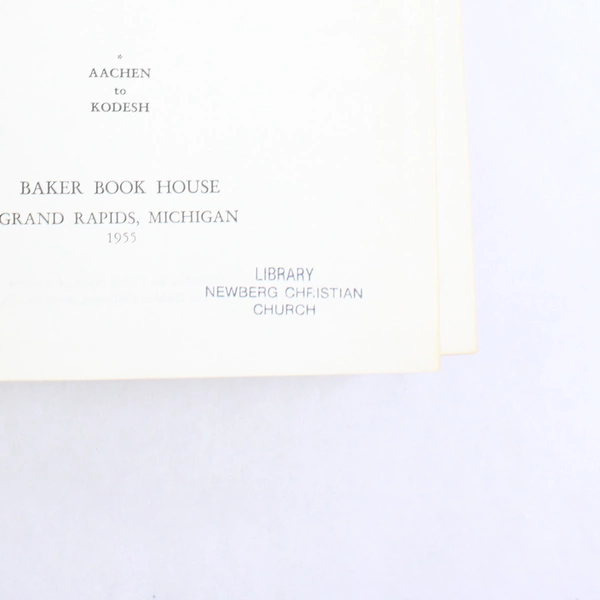 *
AACHEN
to
KODESH
BAKER BOOK HOUSE
GRAND RAPIDS, MICHIGAN
1955
LIBRARY
NEWBERG CHRISTIAN
CHURCH